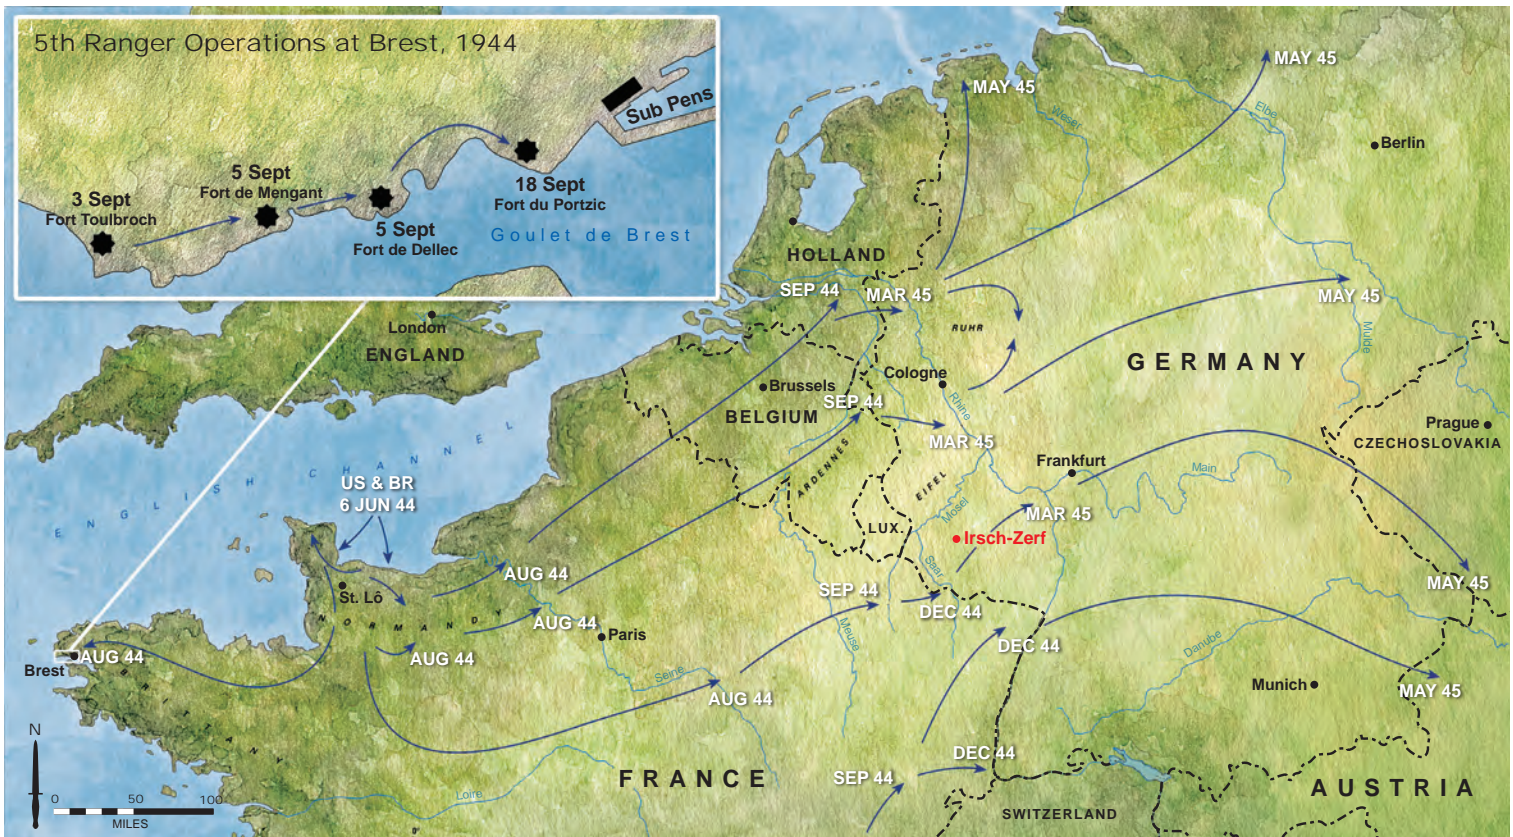 5th Ranger Operations at Brest, 1944
Sub Pens
3 Sept
Fort Toulbroch
5 Sept
Fort de Mengant
5 Sept
Fort de Dellec
18 Sept
Fort du Portzic
Goulet de Brest
MAY 45
MAY 45
Weser
Elbe
Berlin
HOLLAND
SEP 44
MAR 45
MAY 45
London
ENGLAND
RUHR
Mulde
GERMANY
Cologne
Brussels
BELGIUM
SEP 44
Rhine
MAR 45
Prague
CZECHOSLOVAKIA
ENGLISH CHANNEL
US & BR
6 JUN 44
ARDENNES
EIFEL
Frankfurt
Main
Mosel
MAR 45
LUX.
Irsch-Zerf
Saar
AUG 44
St. Lô
NORMANDY
AUG 44
SEP 44
DEC 44
MAY 45
Paris
Meuse
AUG 44
DEC 44
Danube
Brest
AUG 44
BRITTANY
Seine
AUG 44
Munich
MAY 45
N
DEC 44
SEP 44
FRANCE
AUSTRIA
Loire
SWITZERLAND
0 50 100
MILES